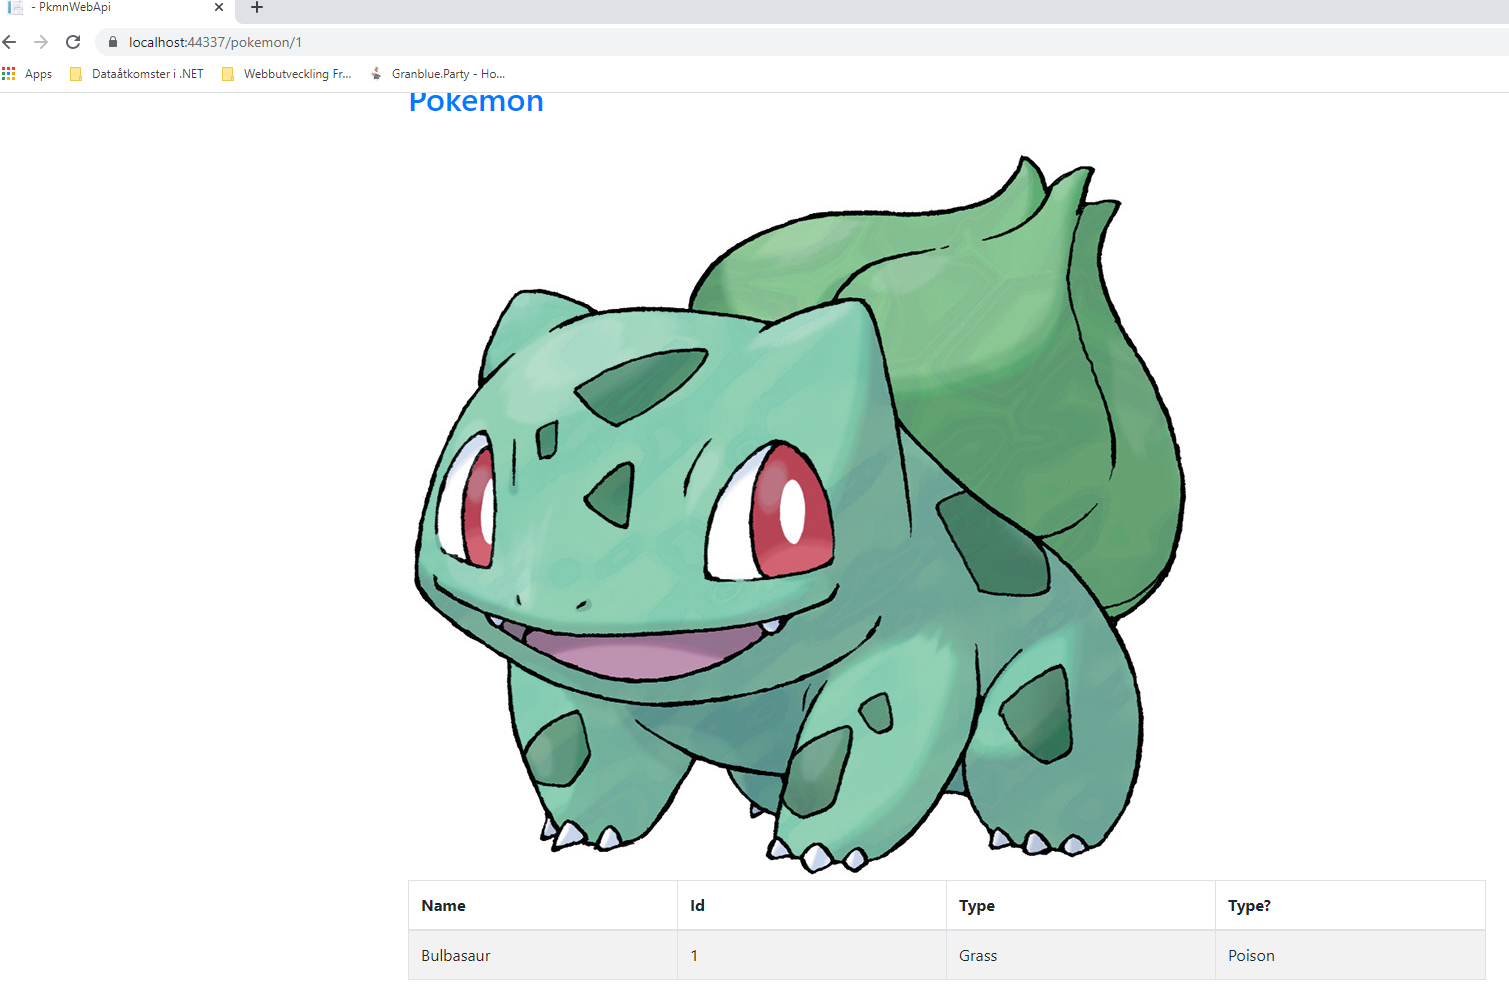 - PkmnWebApi
localhost:44337/pokemon/1
Apps Dataåtkomster i .NET Webbutveckling Fr... Granblue.Party - Ho...
Pokemon
Name Id Type Type?
Bulbasaur 1 Grass Poison